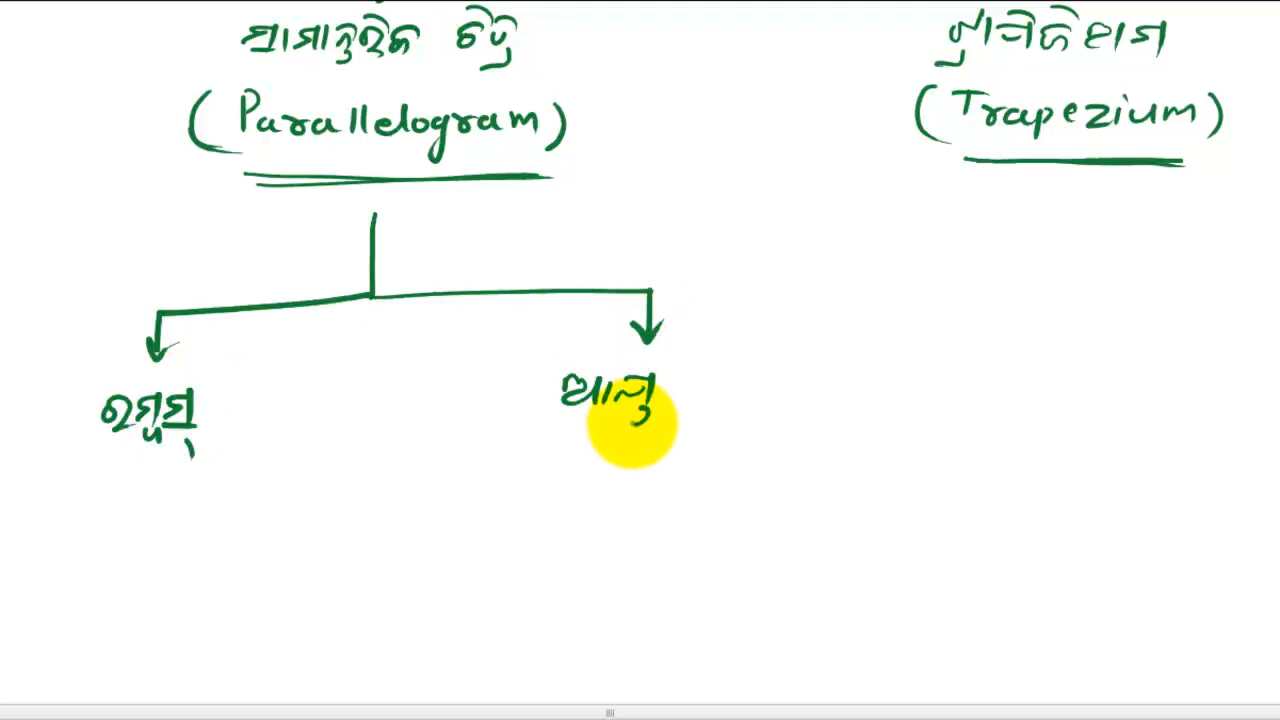 ସାମାନ୍ତରିକ ଚିତ୍ର
(Parallelogram)
ଟ୍ରାପିଜିୟମ
(Trapezium)
ରମ୍ବସ୍